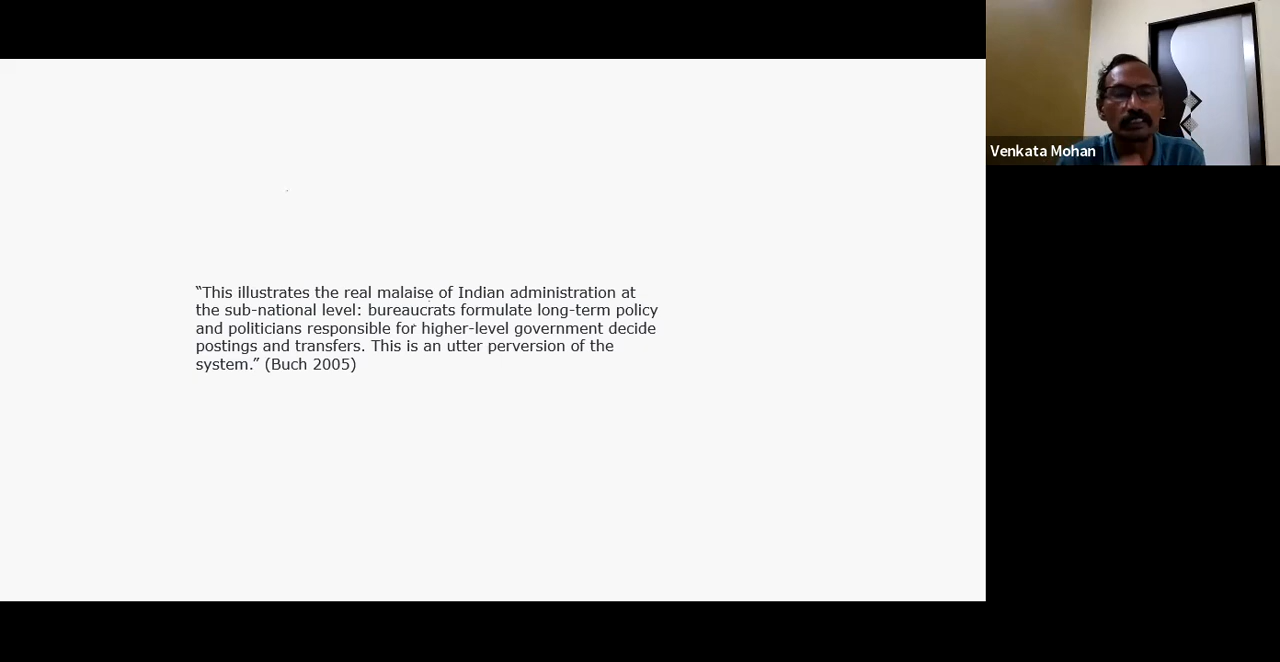 “This illustrates the real malaise of Indian administration at
the sub-national level: bureaucrats formulate long-term policy
and politicians responsible for higher-level government decide
postings and transfers. This is an utter perversion of the
system.” (Buch 2005)
Venkata Mohan